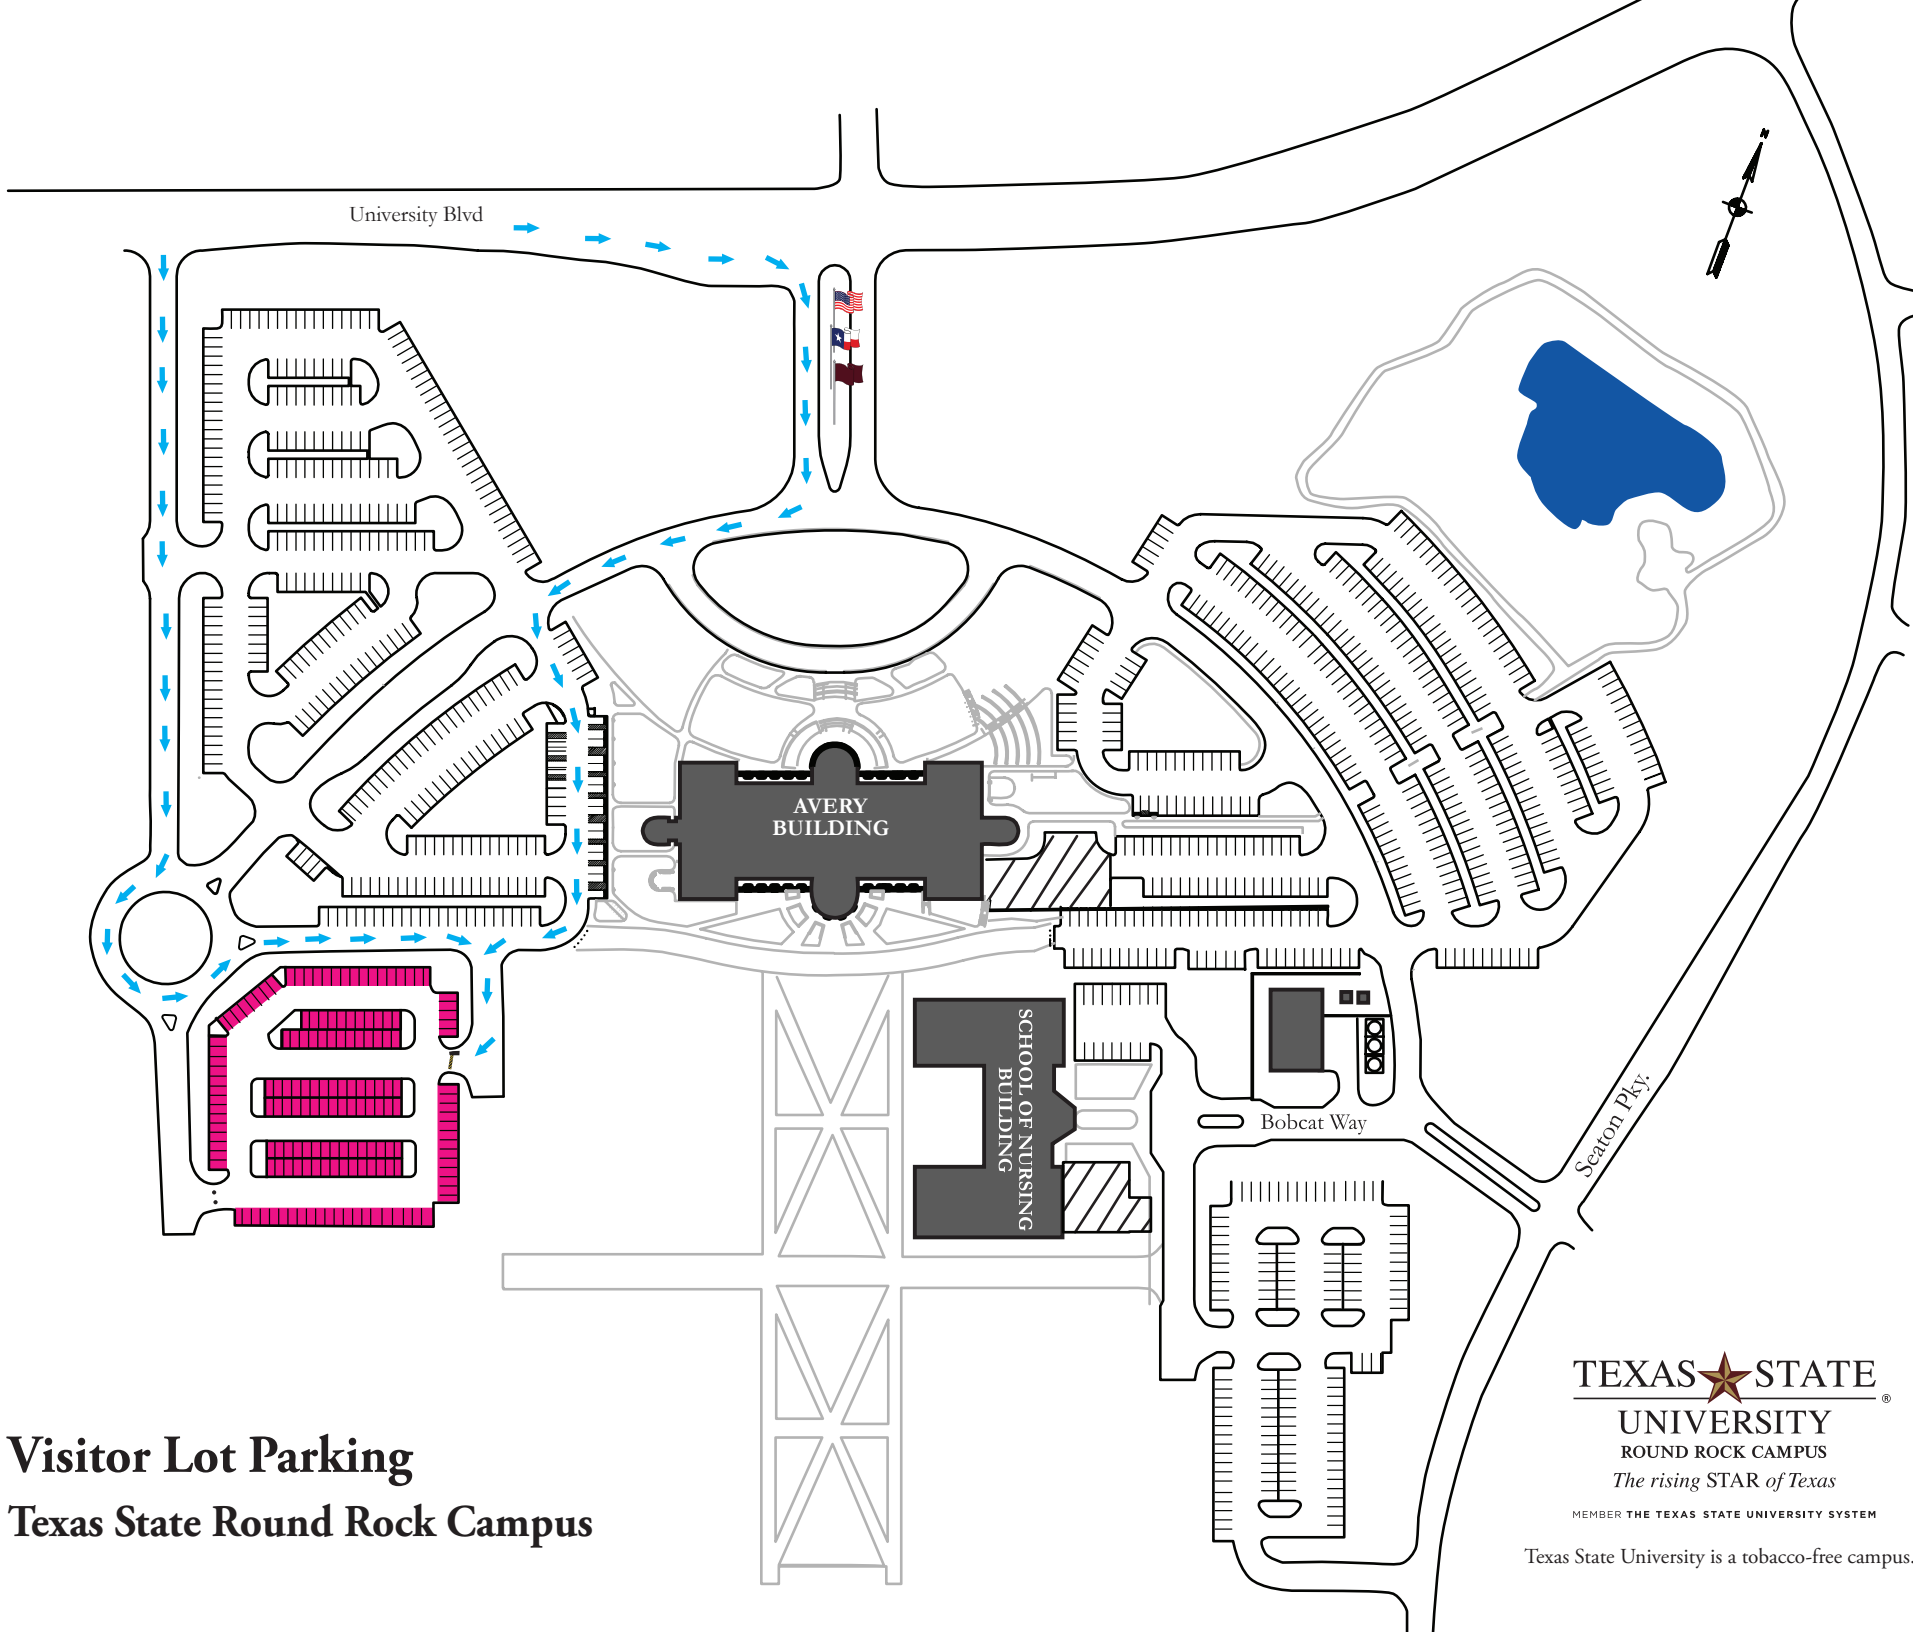 University Blvd
N
AVERY
BUILDING
SCHOOL OF NURSING
BUILDING
Bobcat Way
Seaton Pky.
TEXAS STATE
®
UNIVERSITY
ROUND ROCK CAMPUS
The rising STAR of Texas
MEMBER THE TEXAS STATE UNIVERSITY SYSTEM
Texas State University is a tobacco-free campus.
Visitor Lot Parking
Texas State Round Rock Campus